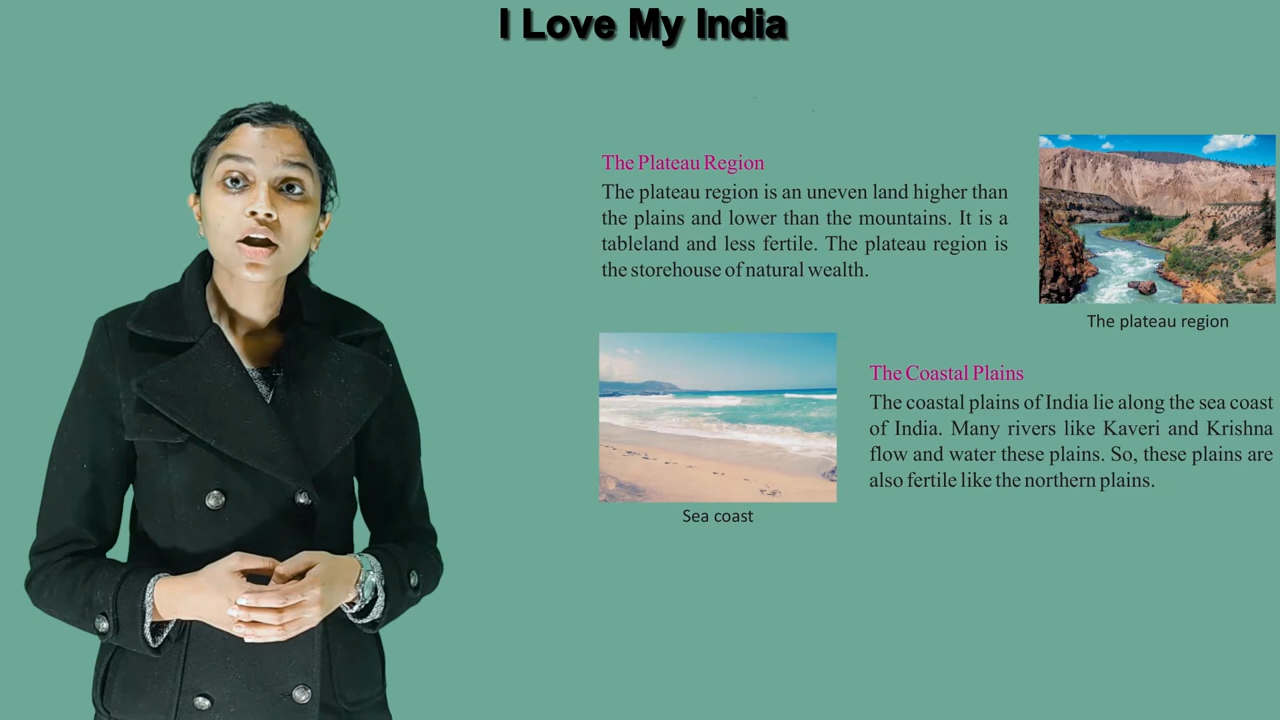 I Love My India
The Plateau Region
The plateau region is an uneven land higher than
the plains and lower than the mountains. It is a
tableland and less fertile. The plateau region is
the storehouse of natural wealth.
The plateau region
Sea coast
The Coastal Plains
The coastal plains of India lie along the sea coast
of India. Many rivers like Kaveri and Krishna
flow and water these plains. So, these plains are
also fertile like the northern plains.